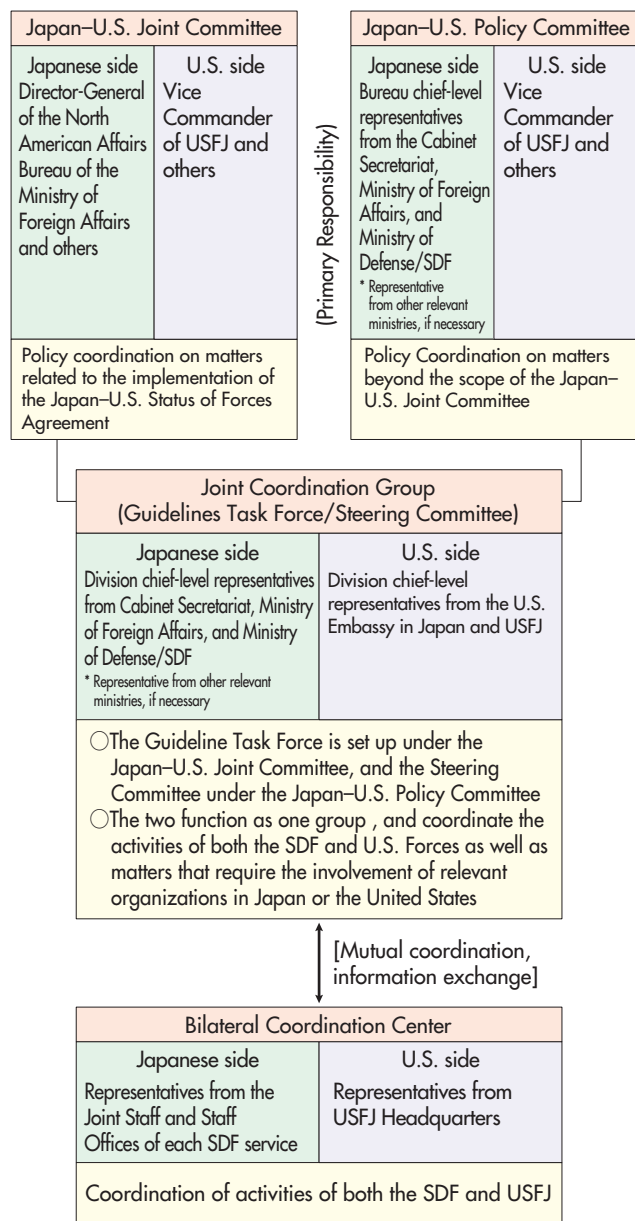 Japan–U.S. Joint Committee
Japanese side
Director-General
of the North
American Affairs
Bureau of the
Ministry of
Foreign Affairs
and others
U.S. side
Vice
Commander
of USFJ and
others
Policy coordination on matters
related to the implementation of
the Japan–U.S. Status of Forces
Agreement
(Primary Responsibility)
Japan–U.S. Policy Committee
Japanese side
Bureau chief-level
representatives
from the Cabinet
Secretariat,
Ministry of Foreign
Affairs, and
Ministry of
Defense/SDF
* Representative
from other relevant
ministries, if necessary
U.S. side
Vice
Commander
of USFJ and
others
Policy Coordination on matters
beyond the scope of the Japan–
U.S. Joint Committee
Joint Coordination Group
(Guidelines Task Force/Steering Committee)
Japanese side
Division chief-level representatives
from Cabinet Secretariat, Ministry
of Foreign Affairs, and Ministry
of Defense/SDF
* Representative from other relevant
ministries, if necessary
U.S. side
Division chief-level
representatives from the U.S.
Embassy in Japan and USFJ
○The Guideline Task Force is set up under the
Japan–U.S. Joint Committee, and the Steering
Committee under the Japan–U.S. Policy Committee
○The two function as one group , and coordinate the
activities of both the SDF and U.S. Forces as well as
matters that require the involvement of relevant
organizations in Japan or the United States
[Mutual coordination,
information exchange]
Bilateral Coordination Center
Japanese side
Representatives from the
Joint Staff and Staff
Offices of each SDF service
U.S. side
Representatives from
USFJ Headquarters
Coordination of activities of both the SDF and USFJ